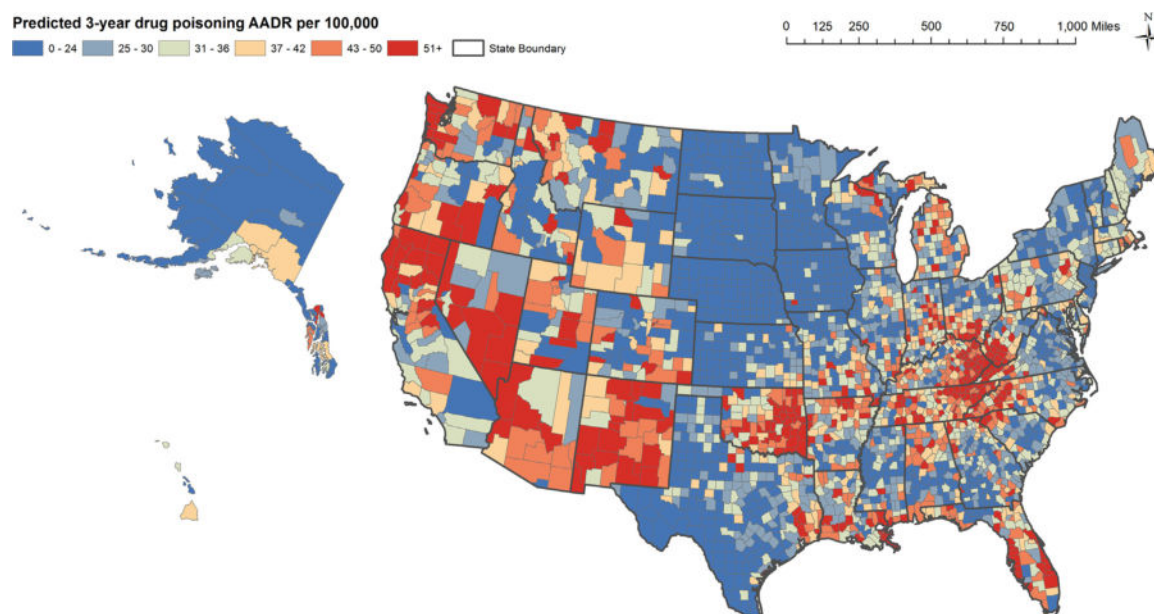 Predicted 3-year drug poisoning AADR per 100,000
0 - 24 25 - 30 31 - 36 37 - 42 43 - 50 51+ State Boundary
0 125 250 500 750 1,000 Miles
N